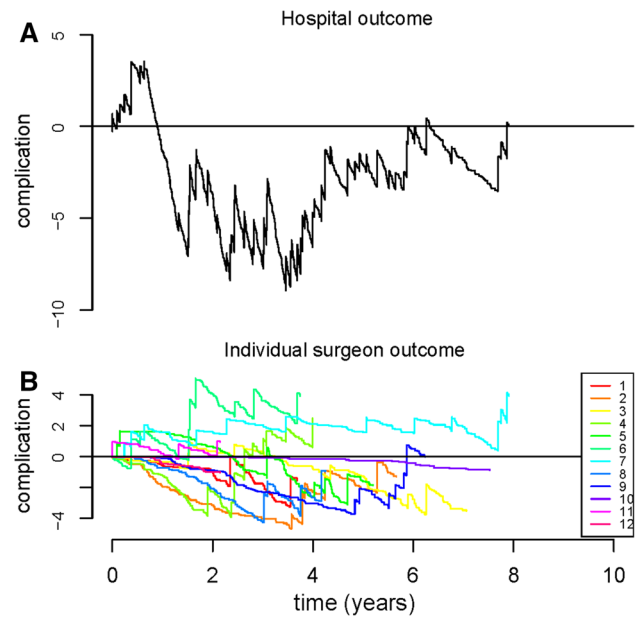 Hospital outcome
A
complication
5
0
−5
−10
Individual surgeon outcome
B
complication
4
2
0
−4
1
2
3
4
5
6
7
8
9
10
11
12
0 2 4 6 8 10
time (years)